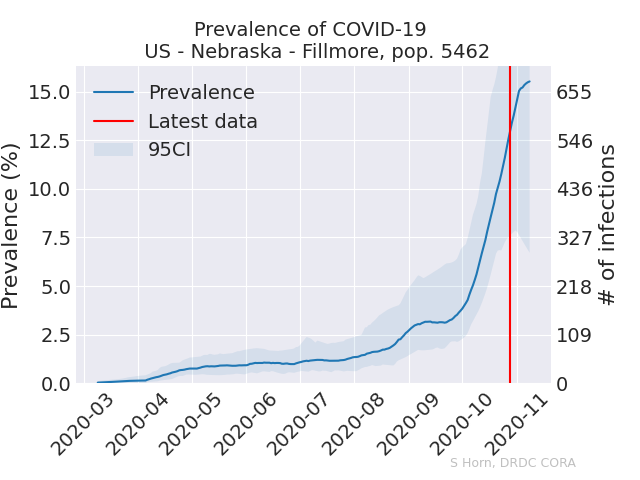 Prevalence of COVID-19
US - Nebraska - Fillmore, pop. 5462
Prevalence
Latest data
95CI
Prevalence (%)
15.0
12.5
10.0
7.5
5.0
2.5
0.0
655
546
436
327
218
109
0
# of infections
2020-03
2020-04
2020-05
2020-06
2020-07
2020-08
2020-09
2020-10
2020-11
S Horn, DRDC CORA